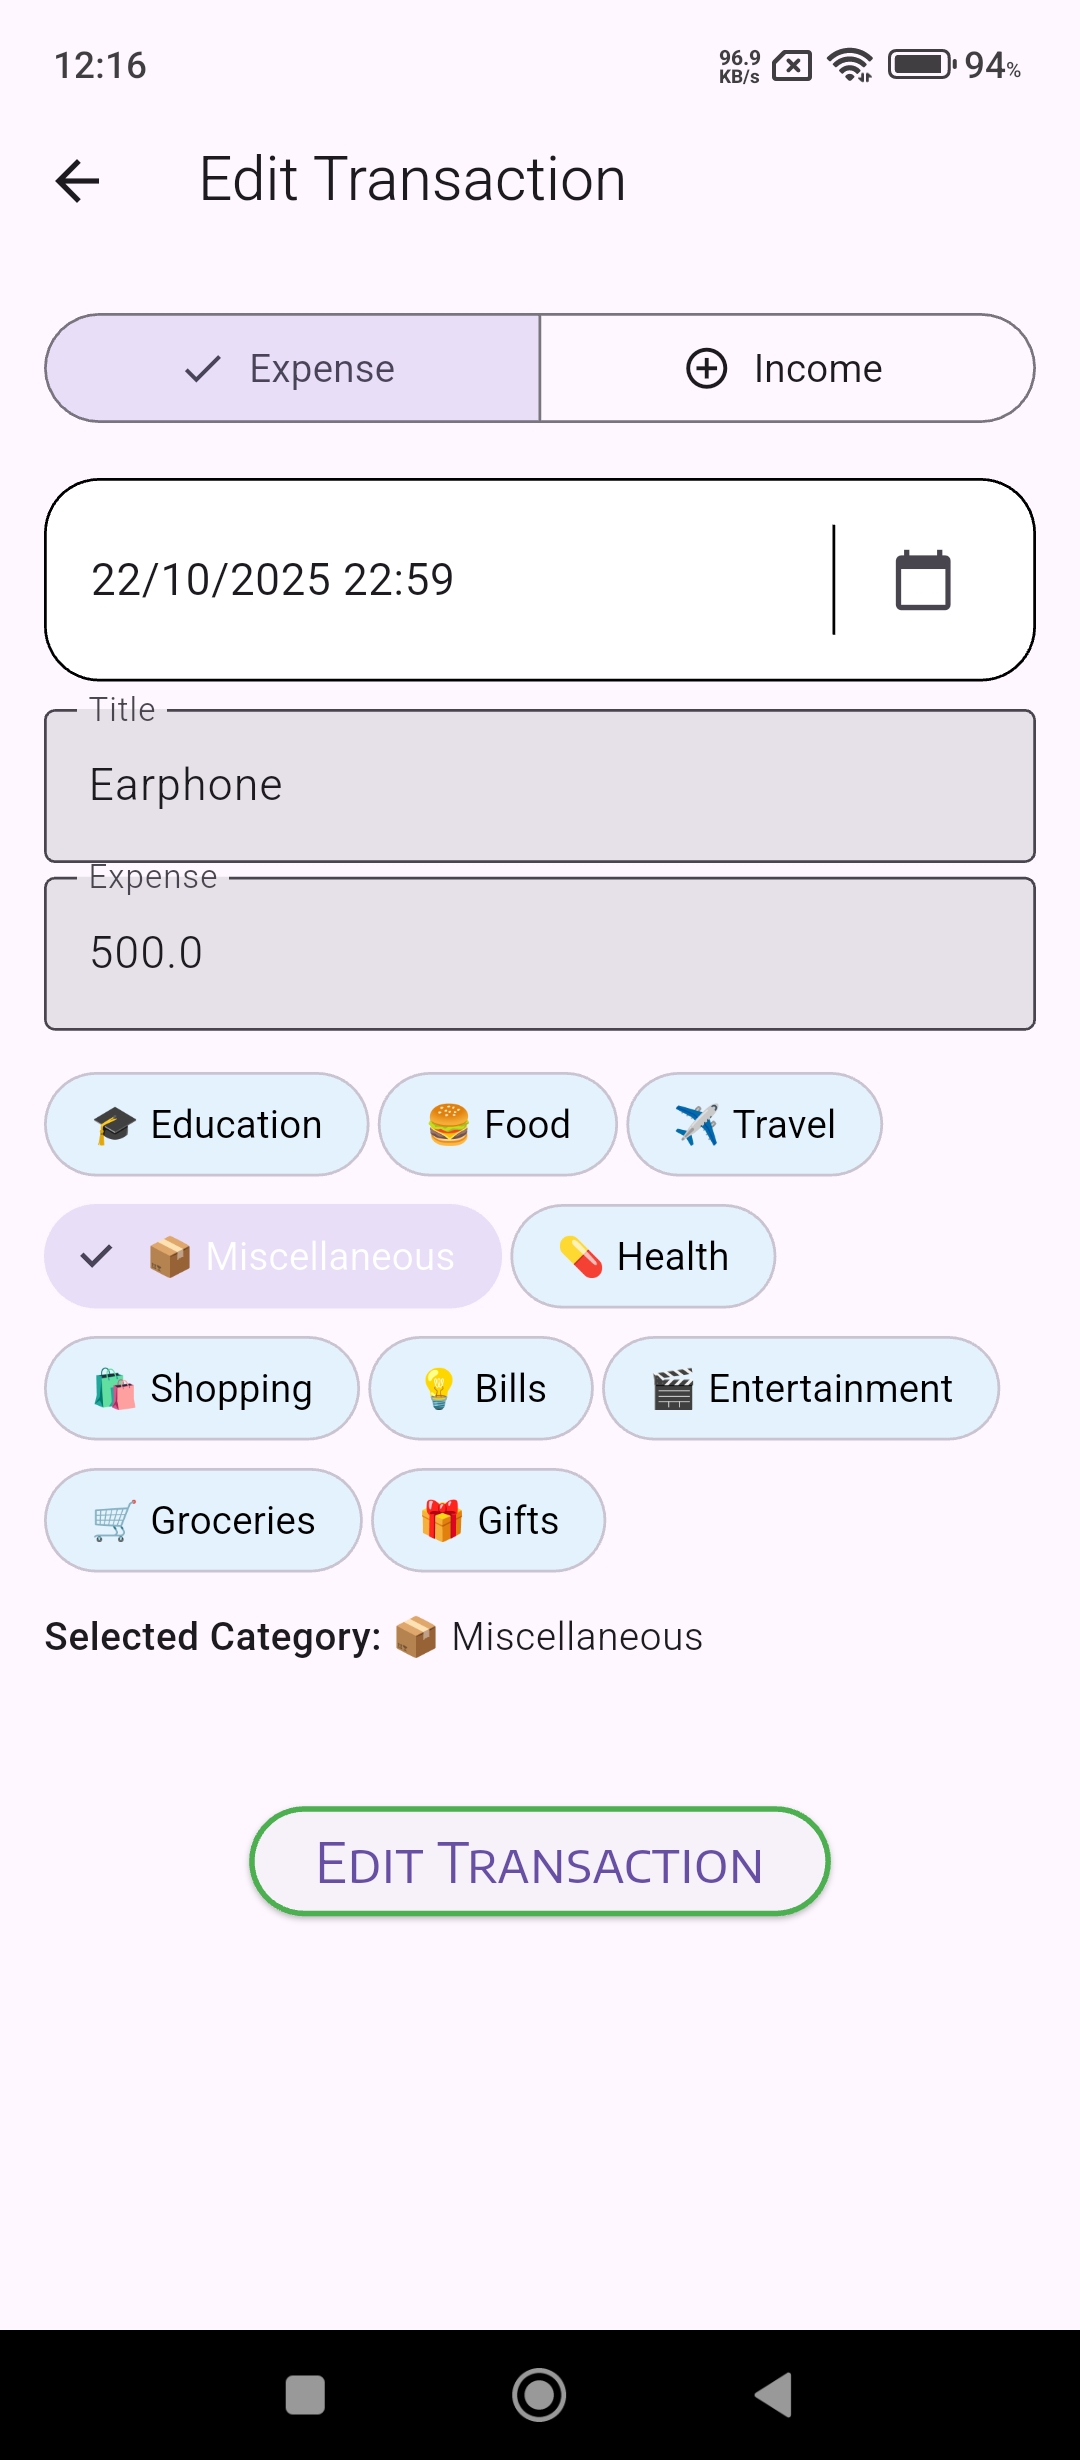 12:16 96.9 KB/s 94%
Edit Transaction
Expense Income
22/10/2025 22:59
Title
Earphone
Expense
500.0
Education Food Travel
Miscellaneous Health
Shopping Bills Entertainment
Groceries Gifts
Selected Category: Miscellaneous
Edit Transaction